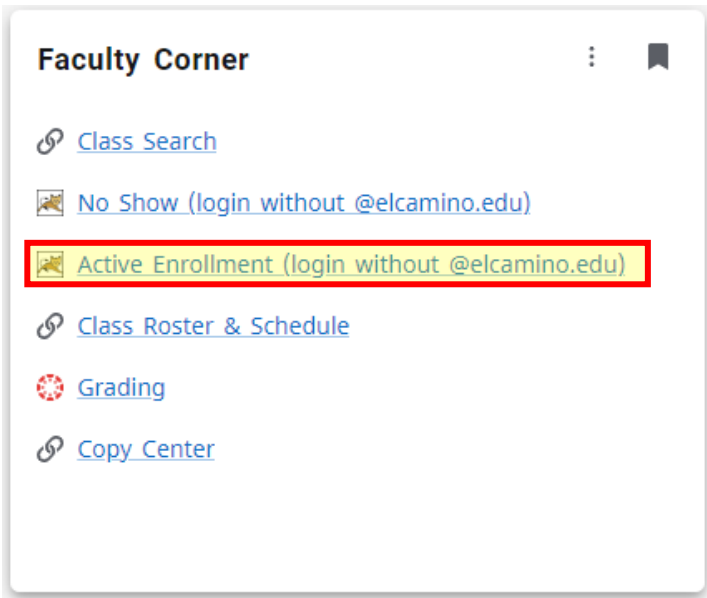 Faculty Corner
Class Search
No Show (login without @elcamino.edu)
Active Enrollment (login without @elcamino.edu)
Class Roster & Schedule
Grading
Copy Center